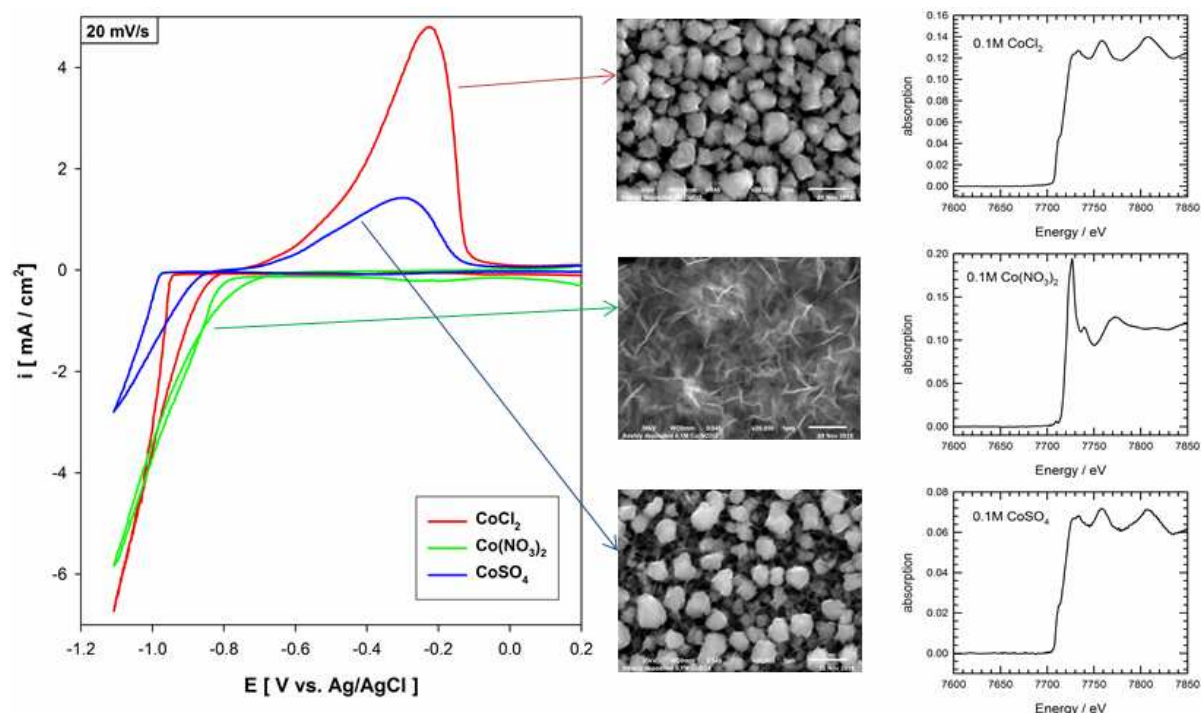 20 mV/s
4
2
0
-2
-4
-6
i [ mA / cm²]
-1.2 -1.0 -0.8 -0.6 -0.4 -0.2 -0.0 0.2
E [ V vs. Ag/AgCl ]
CoCl₂
Co(NO₃)₂
CoSO₄
0.1M CoCl₂
absorption
0.16
0.14
0.12
0.10
0.08
0.06
0.04
0.02
0.00
7600 7650 7700 7750 7800 7850
Energy / eV
0.1M Co(NO₃)₂
absorption
0.20
0.15
0.10
0.05
0.00
7600 7650 7700 7750 7800 7850
Energy / eV
0.1M CoSO₄
absorption
0.08
0.06
0.04
0.02
0.00
7600 7650 7700 7750 7800 7850
Energy / eV